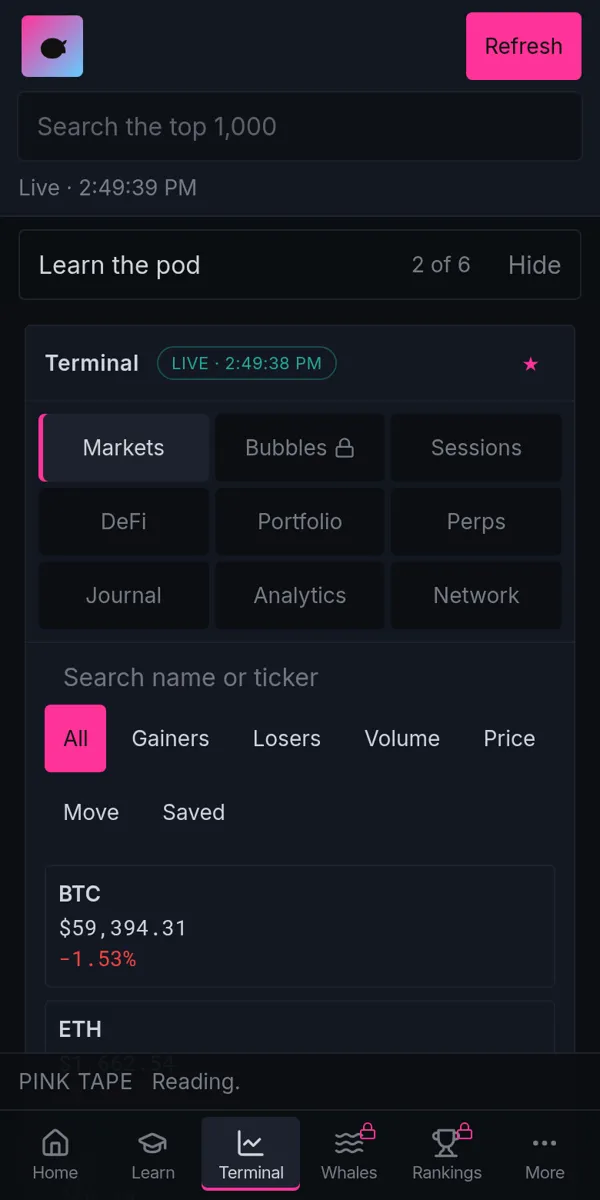 Refresh
Search the top 1,000
Live · 2:49:39 PM
Learn the pod 2 of 6 Hide
Terminal LIVE · 2:49:38 PM ★
Markets Bubbles Sessions
DeFi Portfolio Perps
Journal Analytics Network
Search name or ticker
All Gainers Losers Volume Price
Move Saved
BTC
$59,394.31
-1.53%
ETH
$1,662.54
PINK TAPE Reading.
Home Learn Terminal Whales Rankings More